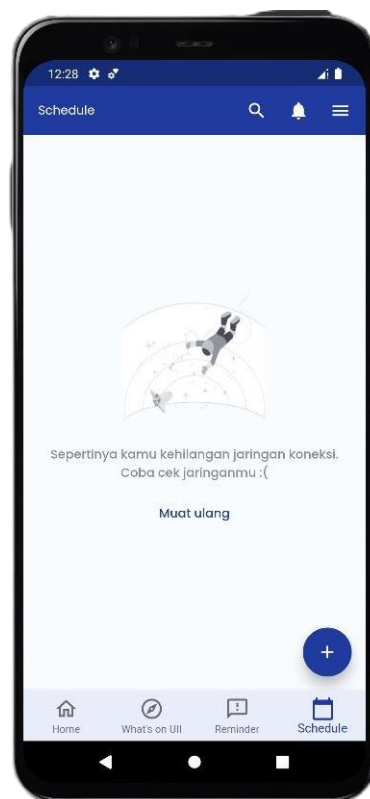 12:28
Schedule
Sepertinya kamu kehilangan jaringan koneksi.
Coba cek jaringanmu :(
Muat ulang
+
Home
What's on UII
Reminder
Schedule